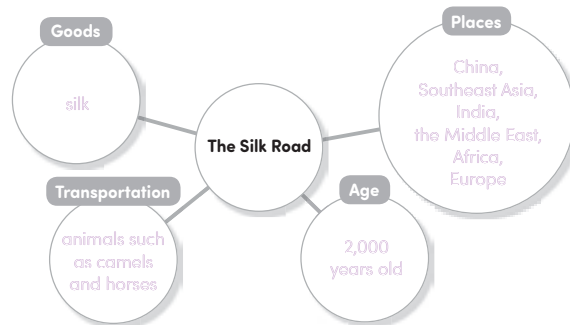 Goods
silk
The Silk Road
Places
China,
Southeast Asia,
India,
the Middle East,
Africa,
Europe
Transportation
animals such
as camels
and horses
Age
2,000
years old